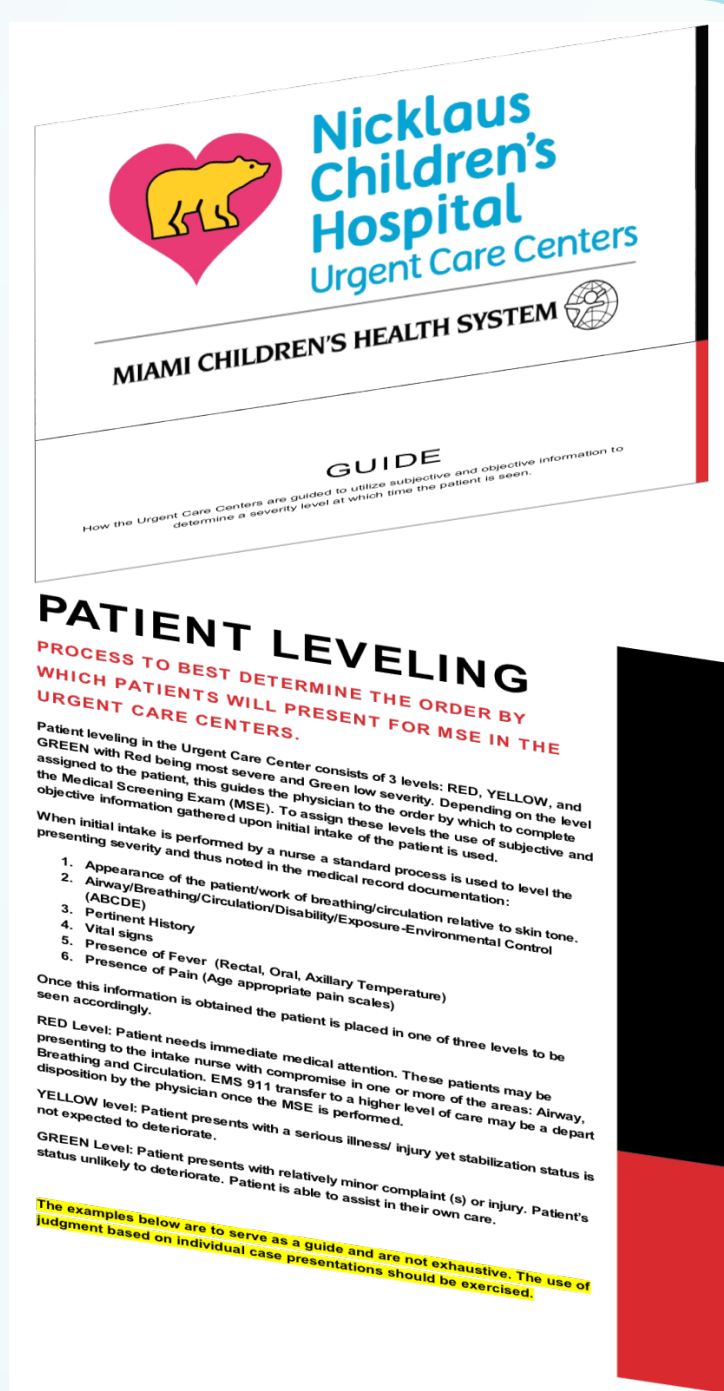 Nicklaus
Children's
Hospital
Urgent Care Centers
MIAMI CHILDREN'S HEALTH SYSTEM
GUIDE
How the Urgent Care Centers are guided to utilize subjective and objective information to
determine a severity level at which time the patient is seen.
PATIENT LEVELING
PROCESS TO BEST DETERMINE THE ORDER BY
WHICH PATIENTS WILL PRESENT FOR MSE IN THE
URGENT CARE CENTERS.
Patient leveling in the Urgent Care Center consists of 3 levels: RED, YELLOW, and
GREEN with Red being most severe and Green low severity. Depending on the level
assigned to the patient, this guides the physician to the order by which to complete
the Medical Screening Exam (MSE). To assign these levels the use of subjective and
objective information gathered upon initial intake of the patient is used.
When initial intake is performed by a nurse a standard process is used to level the
presenting severity and thus noted in the medical record documentation:
1. Appearance of the patient/work of breathing/circulation relative to skin tone.
2. Airway/Breathing/Circulation/Disability/Exposure-Environmental Control
(ABCDE)
3. Pertinent History
4. Vital signs
5. Presence of Fever (Rectal, Oral, Axillary Temperature)
6. Presence of Pain (Age appropriate pain scales)
Once this information is obtained the patient is placed in one of three levels to be
seen accordingly.
RED Level: Patient needs immediate medical attention. These patients may be
presenting to the intake nurse with compromise in one or more of the areas: Airway,
Breathing and Circulation. EMS 911 transfer to a higher level of care may be a depart
disposition by the physician once the MSE is performed.
YELLOW level: Patient presents with a serious illness/ injury yet stabilization status is
not expected to deteriorate.
GREEN Level: Patient presents with relatively minor complaint (s) or injury. Patient's
status unlikely to deteriorate. Patient is able to assist in their own care.
The examples below are to serve as a guide and are not exhaustive. The use of
judgment based on individual case presentations should be exercised.